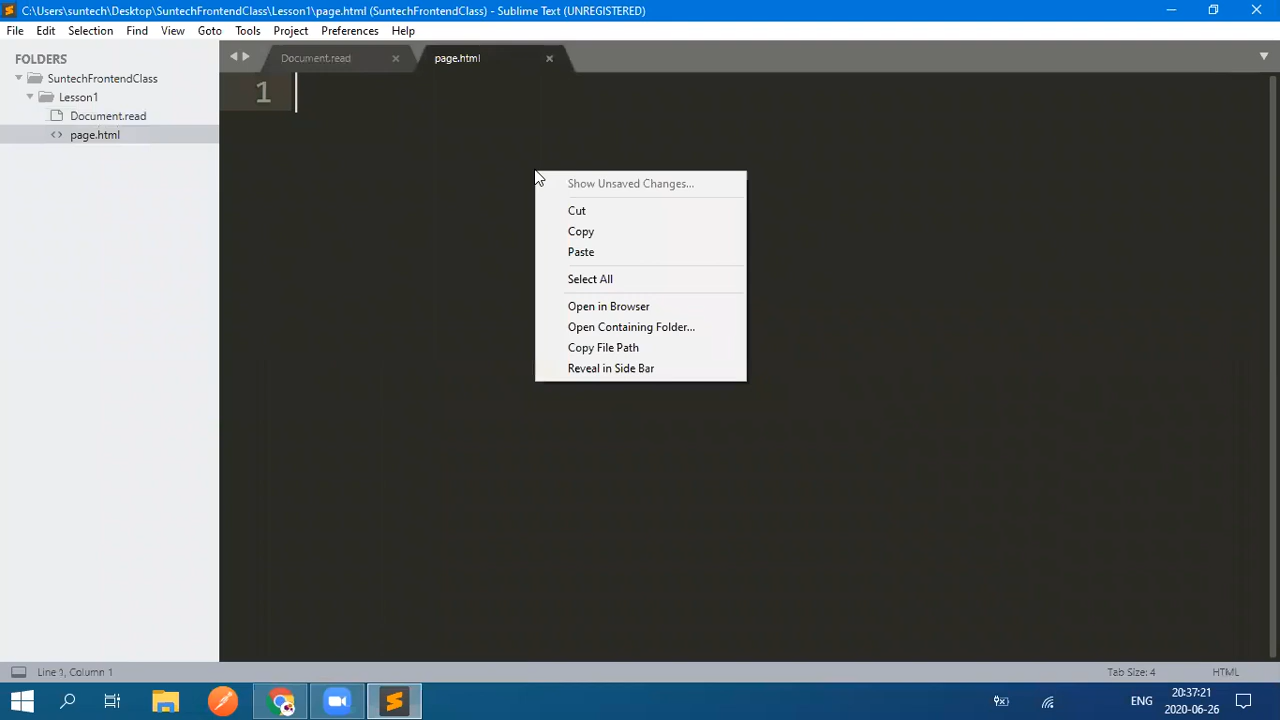 C:\Users\suntech\Desktop\SuntechFrontendClass\Lesson1\page.html (SuntechFrontendClass) - Sublime Text (UNREGISTERED)
File Edit Selection Find View Goto Tools Project Preferences Help
FOLDERS
SuntechFrontendClass
Lesson1
Document.read
page.html
Document.read
page.html
1
Show Unsaved Changes...
Cut
Copy
Paste
Select All
Open in Browser
Open Containing Folder...
Copy File Path
Reveal in Side Bar
Line 1, Column 1
Tab Size: 4
HTML
ENG
20:37:21
2020-06-26